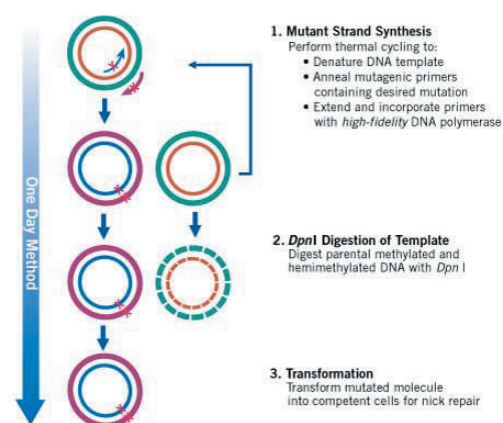 One Day Method
1. Mutant Strand Synthesis
Perform thermal cycling to:
• Denature DNA template
• Anneal mutagenic primers
containing desired mutation
• Extend and incorporate primers
with high-fidelity DNA polymerase
2. DpnI Digestion of Template
Digest parental methylated and
hemimethylated DNA with Dpn I
3. Transformation
Transform mutated molecule
into competent cells for nick repair